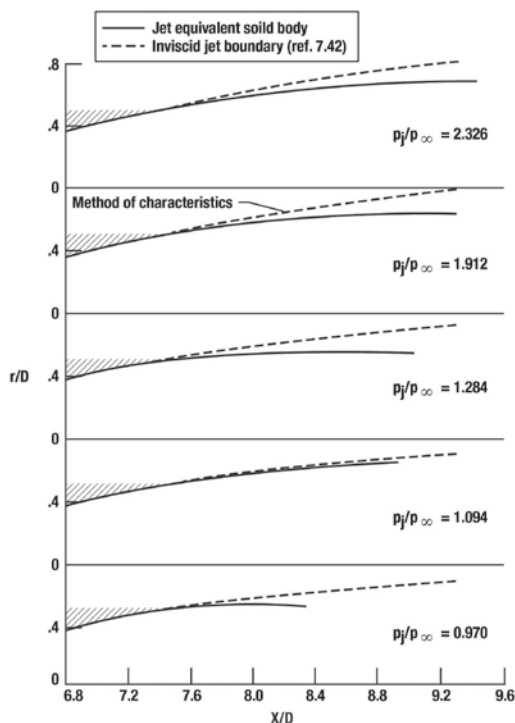 Jet equivalent soild body
Inviscid jet boundary (ref. 7.42)
.8
.4
pj/p∞ = 2.326
0
Method of characteristics
.4
pj/p∞ = 1.912
0
r/D
.4
pj/p∞ = 1.284
0
.4
pj/p∞ = 1.094
0
.4
pj/p∞ = 0.970
0
6.8 7.2 7.6 8.0 8.4 8.8 9.2 9.6
X/D